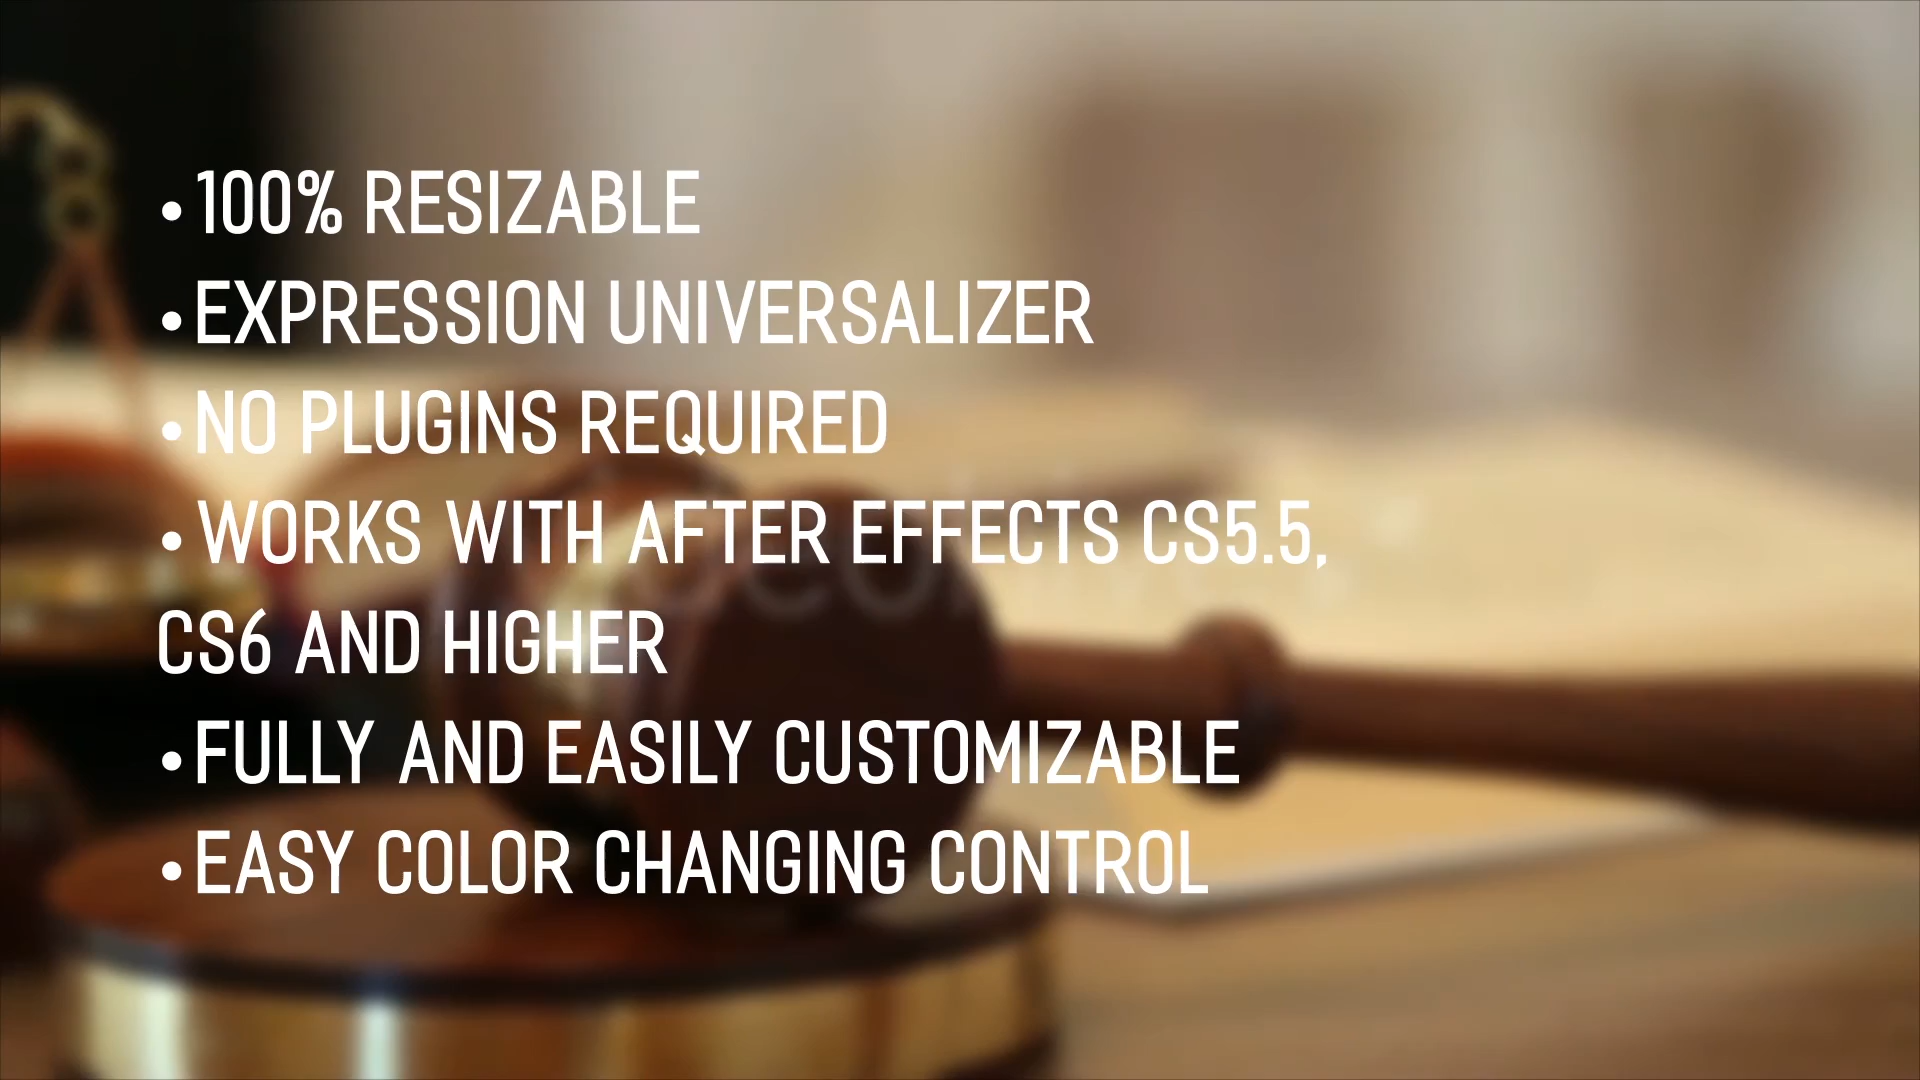 •100% RESIZABLE
•EXPRESSION UNIVERSALIZER
•NO PLUGINS REQUIRED
•WORKS WITH AFTER EFFECTS CS5.5,
CS6 AND HIGHER
•FULLY AND EASILY CUSTOMIZABLE
•EASY COLOR CHANGING CONTROL